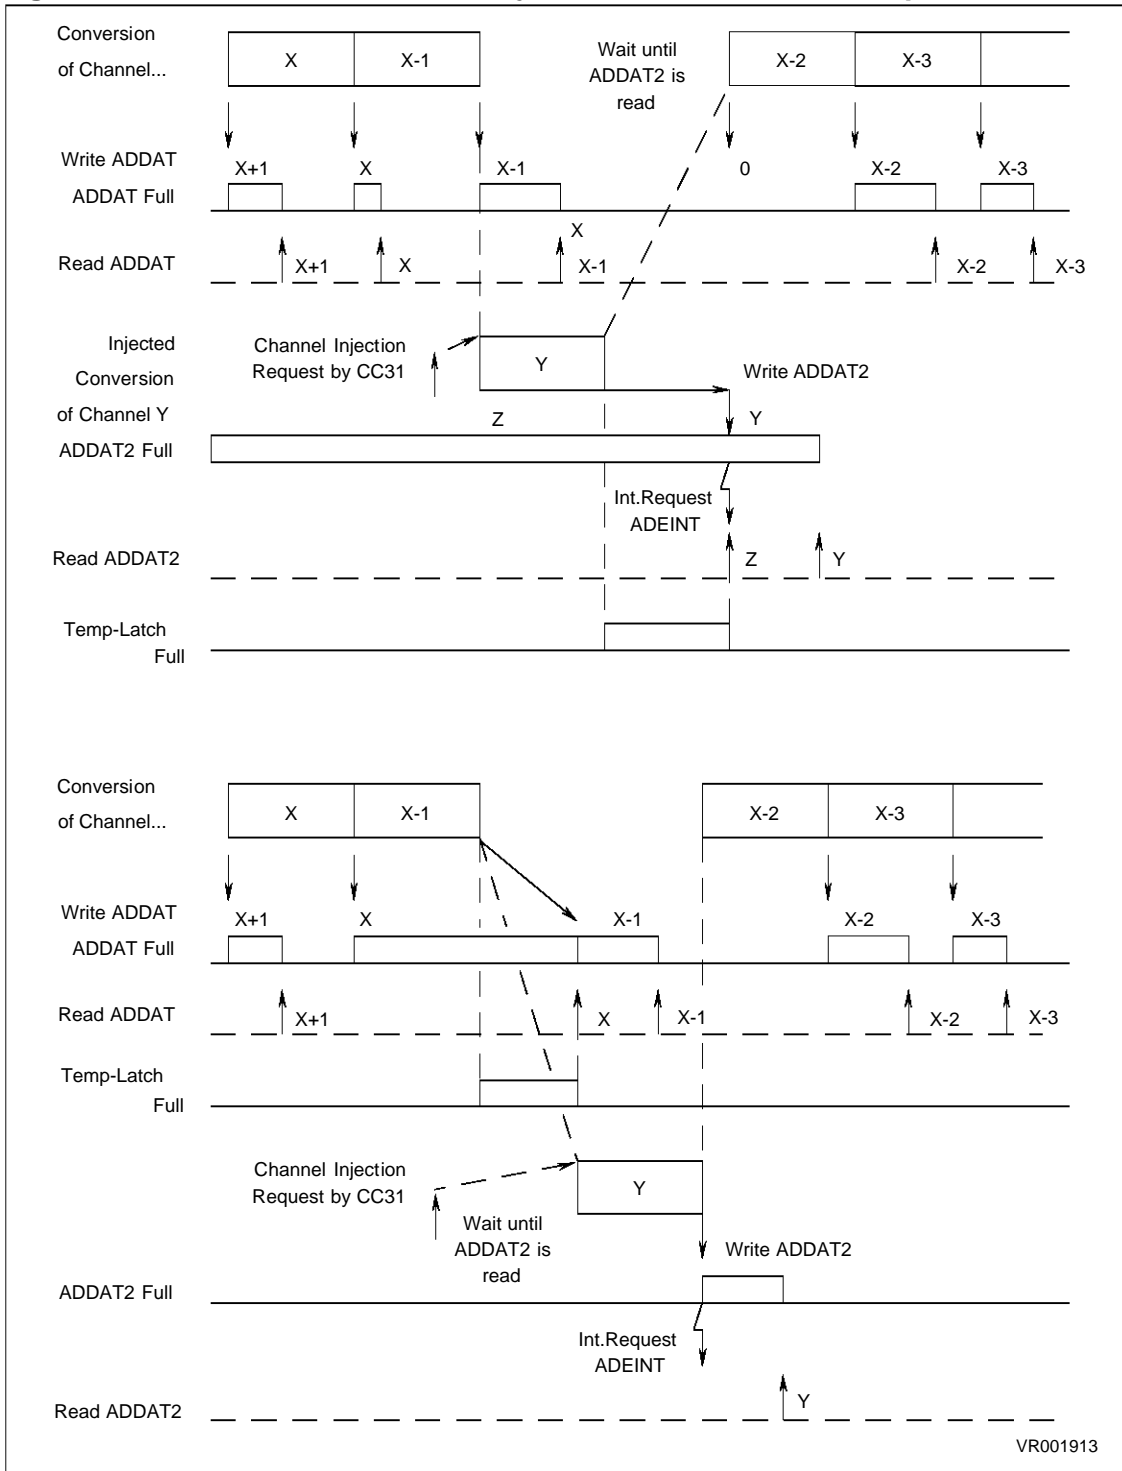 Conversion
of Channel...
X
X-1
Wait until
ADDAT2 is
read
X-2
X-3
Write ADDAT
X+1
X
X-1
0
X-2
X-3
ADDAT Full
X
Read ADDAT
X+1
X
X-1
X-2
X-3
Injected
Conversion
of Channel Y
Channel Injection
Request by CC31
Y
Write ADDAT2
Z
Y
ADDAT2 Full
Int.Request
ADEINT
Read ADDAT2
Z
Y
Temp-Latch
Full
Conversion
of Channel...
X
X-1
X-2
X-3
Write ADDAT
X+1
X
X-1
X-2
X-3
ADDAT Full
Read ADDAT
X+1
X
X-1
X-2
X-3
Temp-Latch
Full
Channel Injection
Request by CC31
Y
Wait until
ADDAT2 is
read
Write ADDAT2
ADDAT2 Full
Int.Request
ADEINT
Read ADDAT2
Y
VR001913